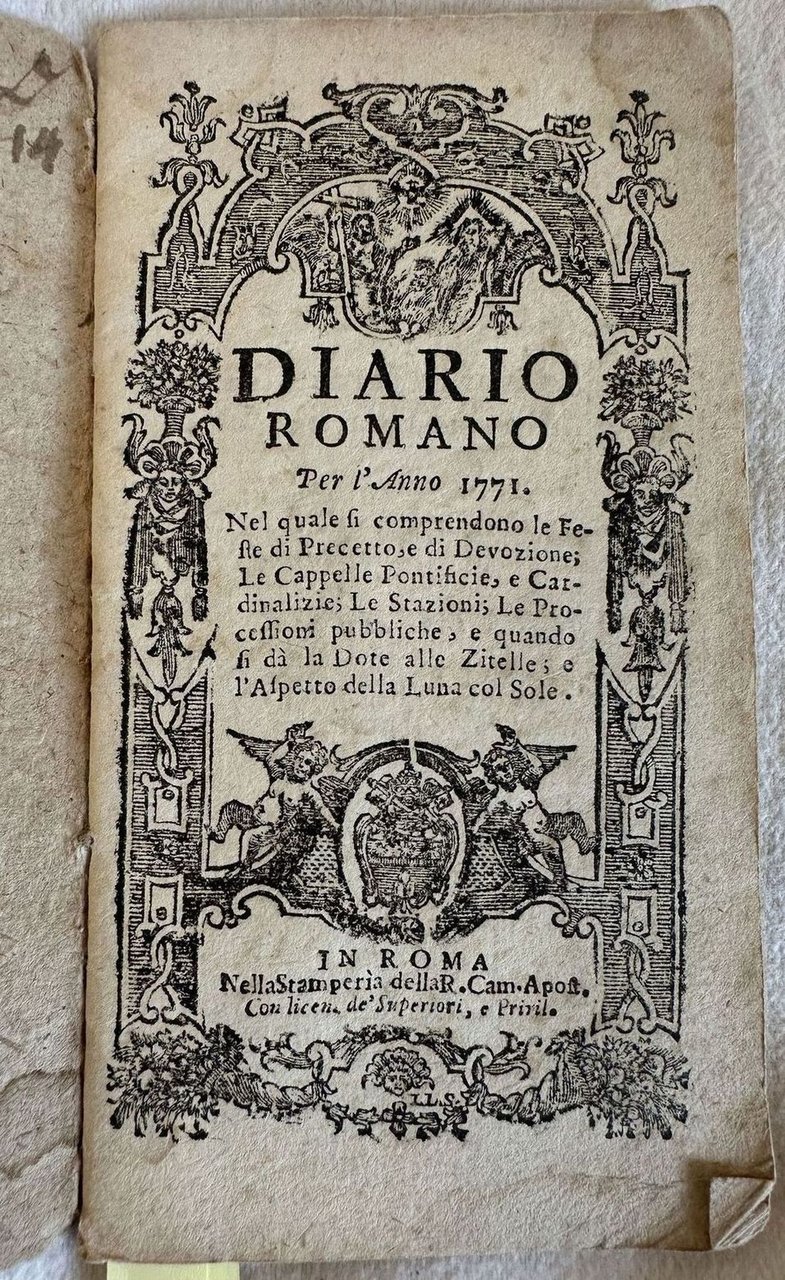 14
DIARIO
ROMANO
Per l'Anno 1771.
Nel quale ſi comprendono le Fe-
ſte di Precetto, e di Devozione;
Le Cappelle Pontificie, e Car-
dinalizie; Le Stazioni; Le Pro-
ceſſioni pubbliche, e quando
ſi dà la Dote alle Zitelle; e
l'Aſpetto della Luna col Sole.
IN ROMA
Nella Stamperìa della R. Cam. Apoſt.
Con licen. de' Superiori, e Privil.
I.L.S.